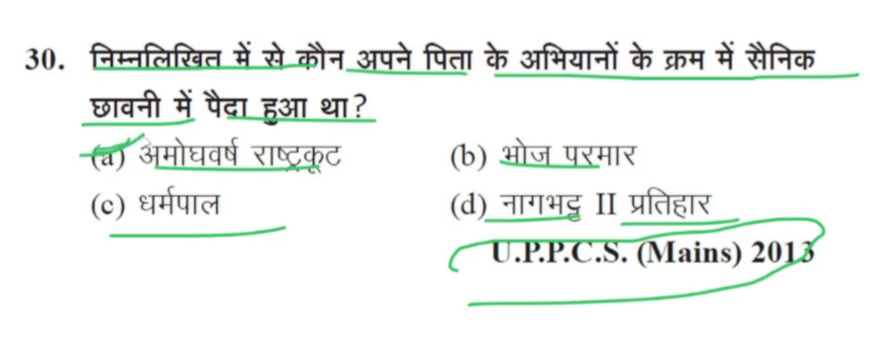 30. निम्नलिखित में से कौन अपने पिता के अभियानों के क्रम में सैनिक
छावनी में पैदा हुआ था?
(a) अमोघवर्ष राष्ट्रकूट (b) भोज परमार
(c) धर्मपाल (d) नागभट्ट II प्रतिहार
U.P.P.C.S. (Mains) 2013